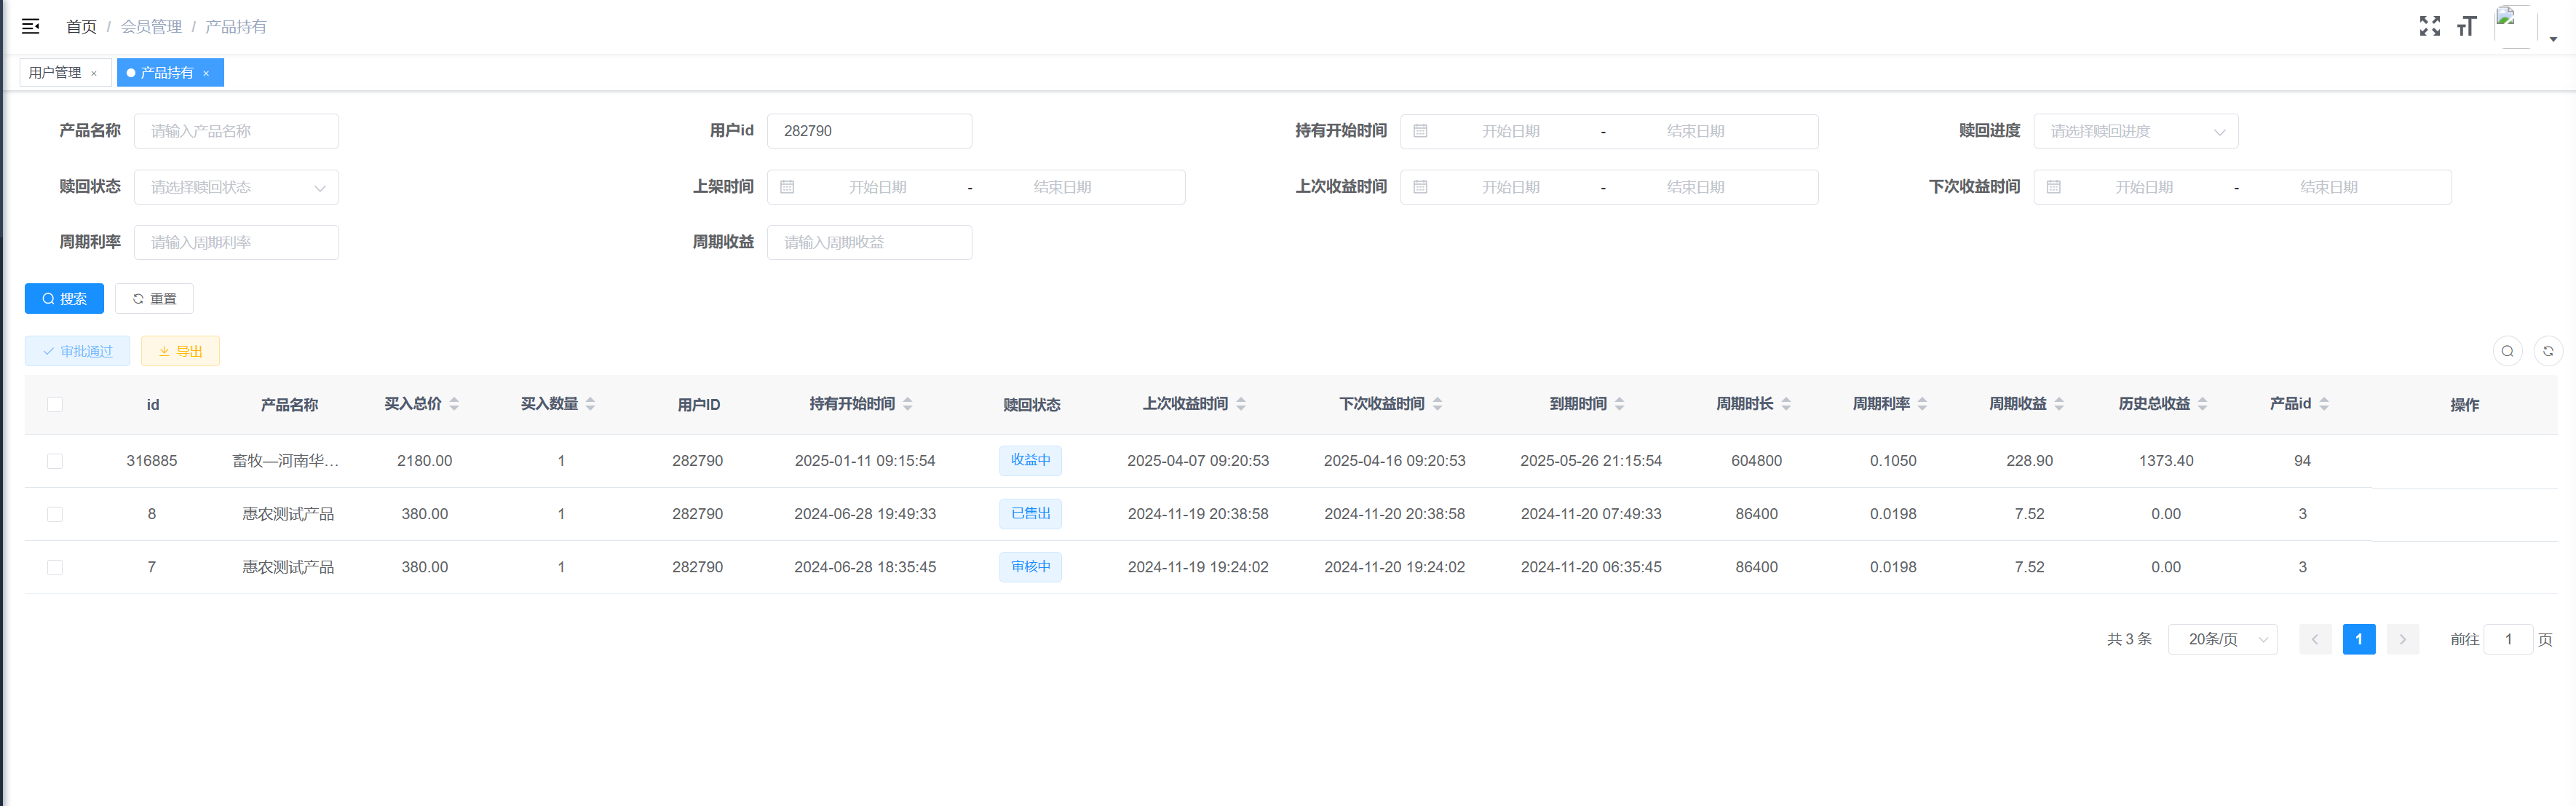 首页 / 会员管理 / 产品持有
用户管理 × 产品持有 ×
产品名称 请输入产品名称 用户id 282790 持有开始时间 开始日期 - 结束日期 赎回进度 请选择赎回进度
赎回状态 请选择赎回状态 上架时间 开始日期 - 结束日期 上次收益时间 开始日期 - 结束日期 下次收益时间 开始日期 - 结束日期
周期利率 请输入周期利率 周期收益 请输入周期收益
搜索 重置
审批通过 导出
id 产品名称 买入总价 买入数量 用户ID 持有开始时间 赎回状态 上次收益时间 下次收益时间 到期时间 周期时长 周期利率 周期收益 历史总收益 产品id 操作
316885 畜牧—河南华... 2180.00 1 282790 2025-01-11 09:15:54 收益中 2025-04-07 09:20:53 2025-04-16 09:20:53 2025-05-26 21:15:54 604800 0.1050 228.90 1373.40 94
8 惠农测试产品 380.00 1 282790 2024-06-28 19:49:33 已售出 2024-11-19 20:38:58 2024-11-20 20:38:58 2024-11-20 07:49:33 86400 0.0198 7.52 0.00 3
7 惠农测试产品 380.00 1 282790 2024-06-28 18:35:45 审核中 2024-11-19 19:24:02 2024-11-20 19:24:02 2024-11-20 06:35:45 86400 0.0198 7.52 0.00 3
共 3 条 20条/页 1 前往 1 页